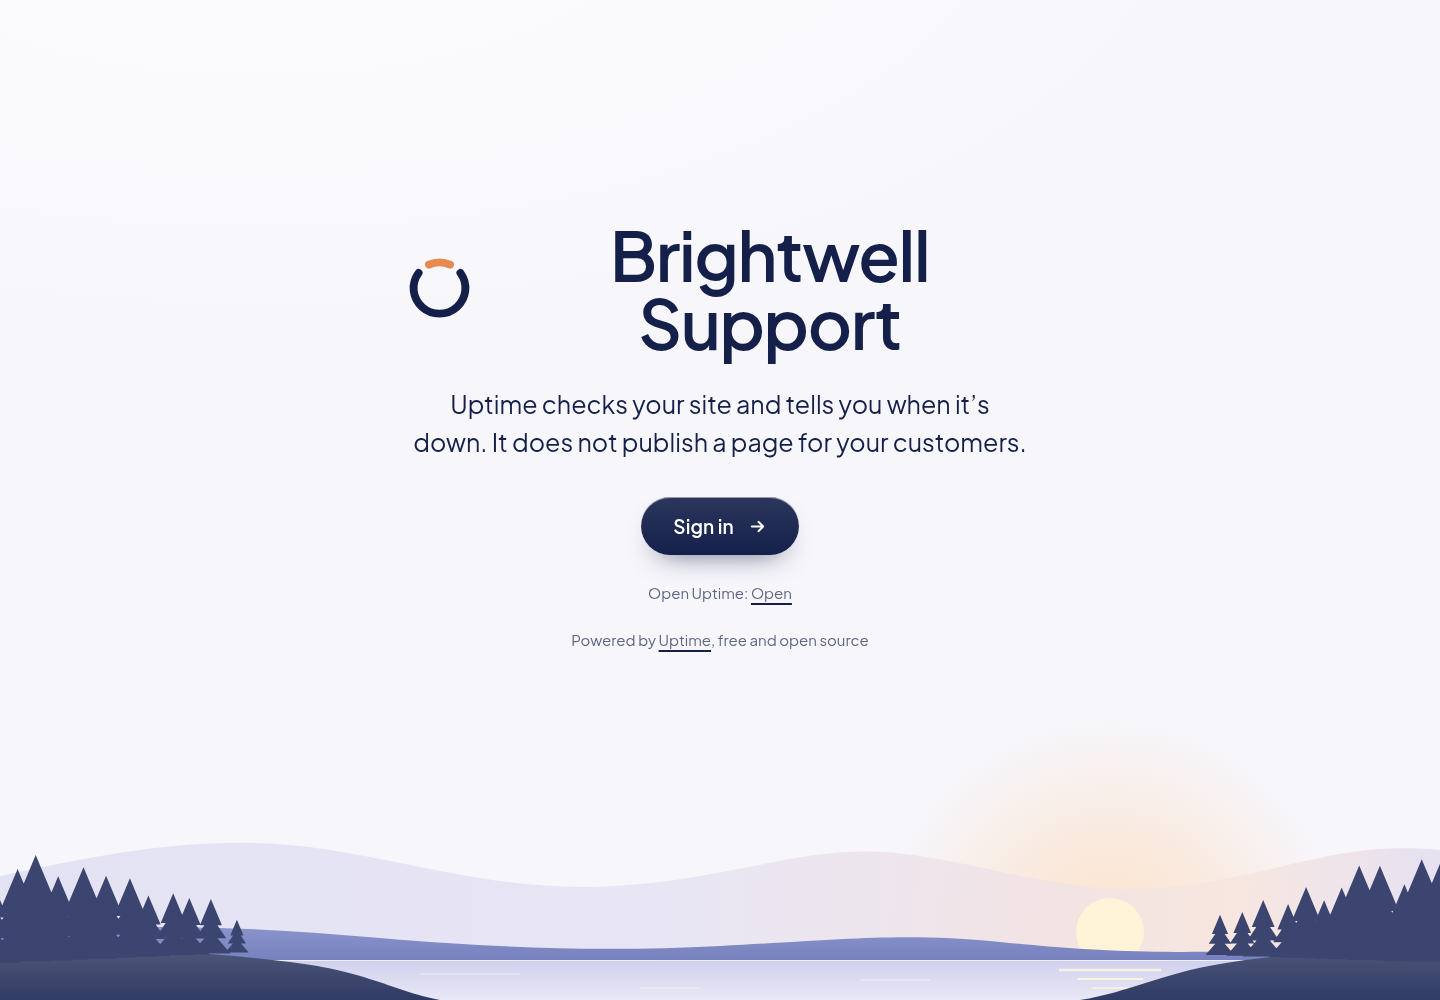 Brightwell
Support
Uptime checks your site and tells you when it’s
down. It does not publish a page for your customers.
Sign in
Open Uptime: Open
Powered by Uptime, free and open source